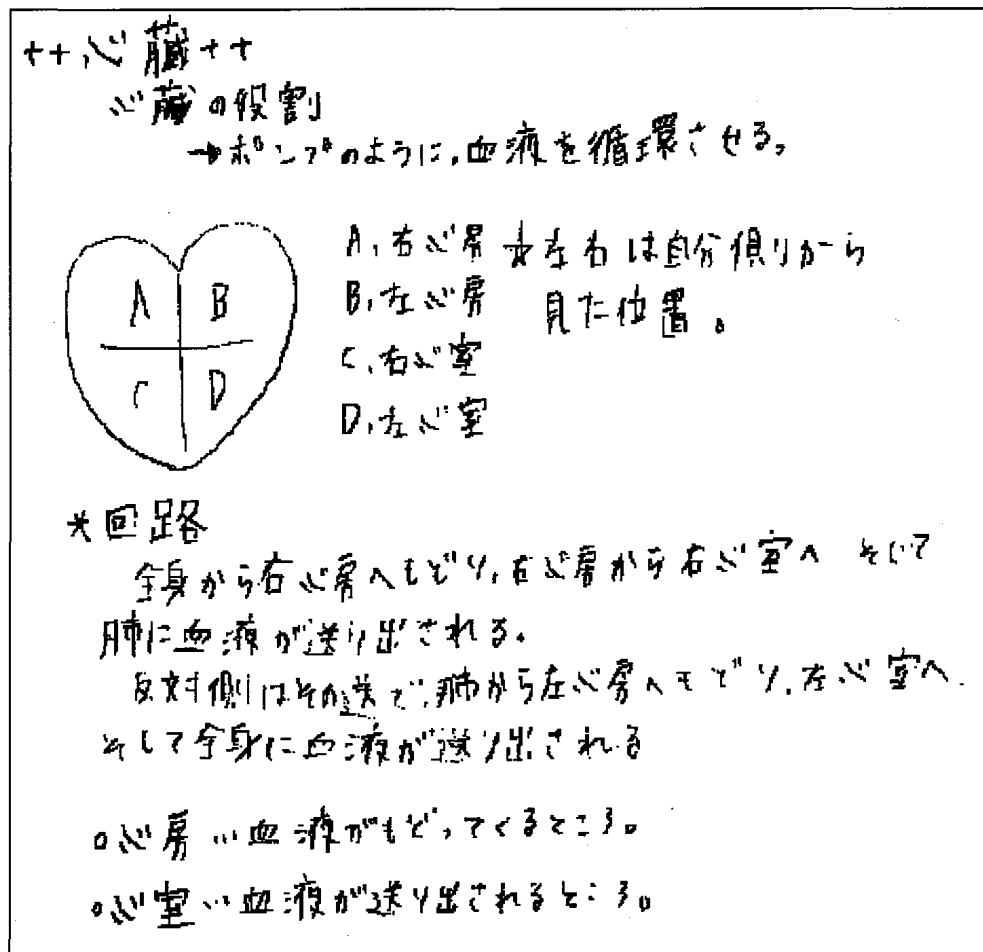 ++心臓++
心臓の役割
→ポンプのように、血液を循環させる。
A、右心房 ☆左右は自分側りから
B、左心房 見た位置。
C、右心室
D、左心室
A B
C D
*回路
全身から右心房へもどり、右心房から右心室へ そして
肺に血液が送り出される。
反対側はその逆で、肺から左心房へもどり、左心室へ
そして全身に血液が送り出される
○心房…血液がもどってくるところ。
○心室…血液が送り出されるところ。